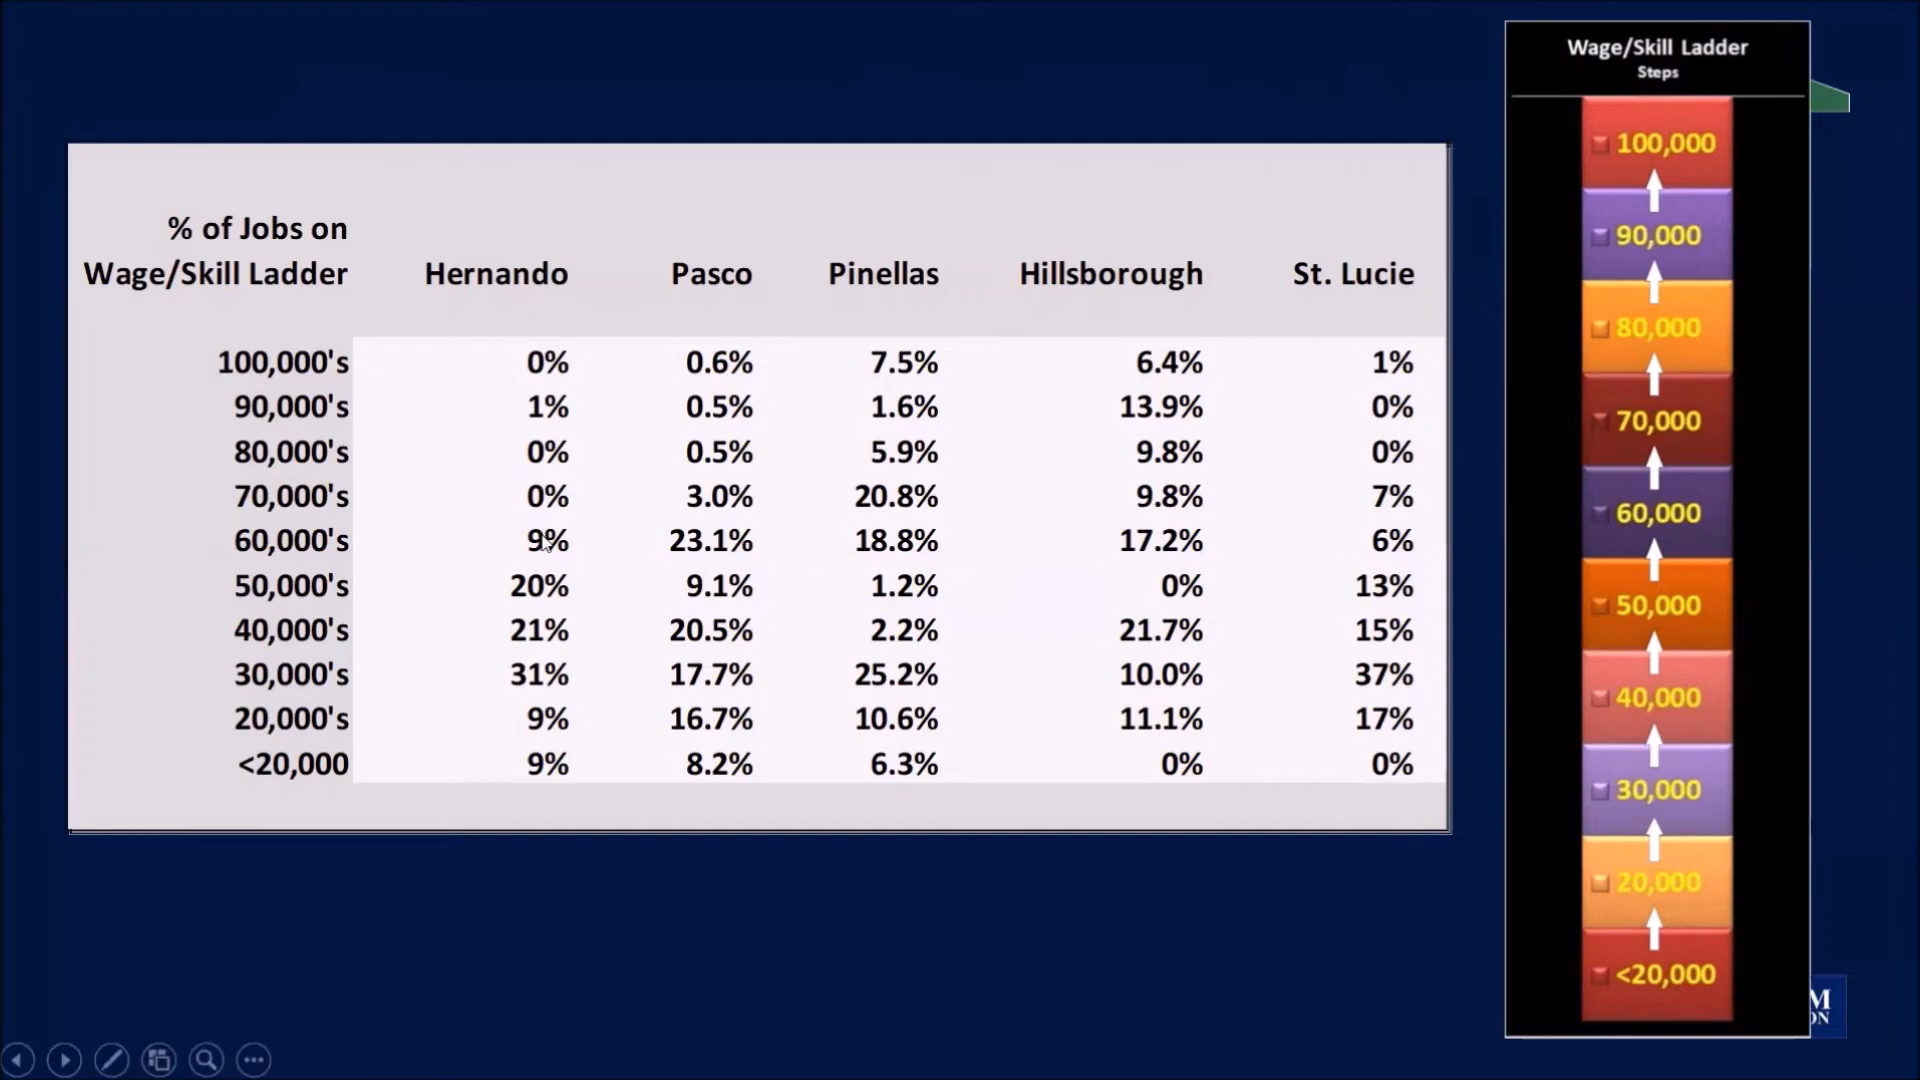 Wage/Skill Ladder
Steps
% of Jobs on
Wage/Skill Ladder Hernando Pasco Pinellas Hillsborough St. Lucie
100,000's 0% 0.6% 7.5% 6.4% 1%
90,000's 1% 0.5% 1.6% 13.9% 0%
80,000's 0% 0.5% 5.9% 9.8% 0%
70,000's 0% 3.0% 20.8% 9.8% 7%
60,000's 9% 23.1% 18.8% 17.2% 6%
50,000's 20% 9.1% 1.2% 0% 13%
40,000's 21% 20.5% 2.2% 21.7% 15%
30,000's 31% 17.7% 25.2% 10.0% 37%
20,000's 9% 16.7% 10.6% 11.1% 17%
<20,000 9% 8.2% 6.3% 0% 0%
100,000
90,000
80,000
70,000
60,000
50,000
40,000
30,000
20,000
<20,000
M
ON